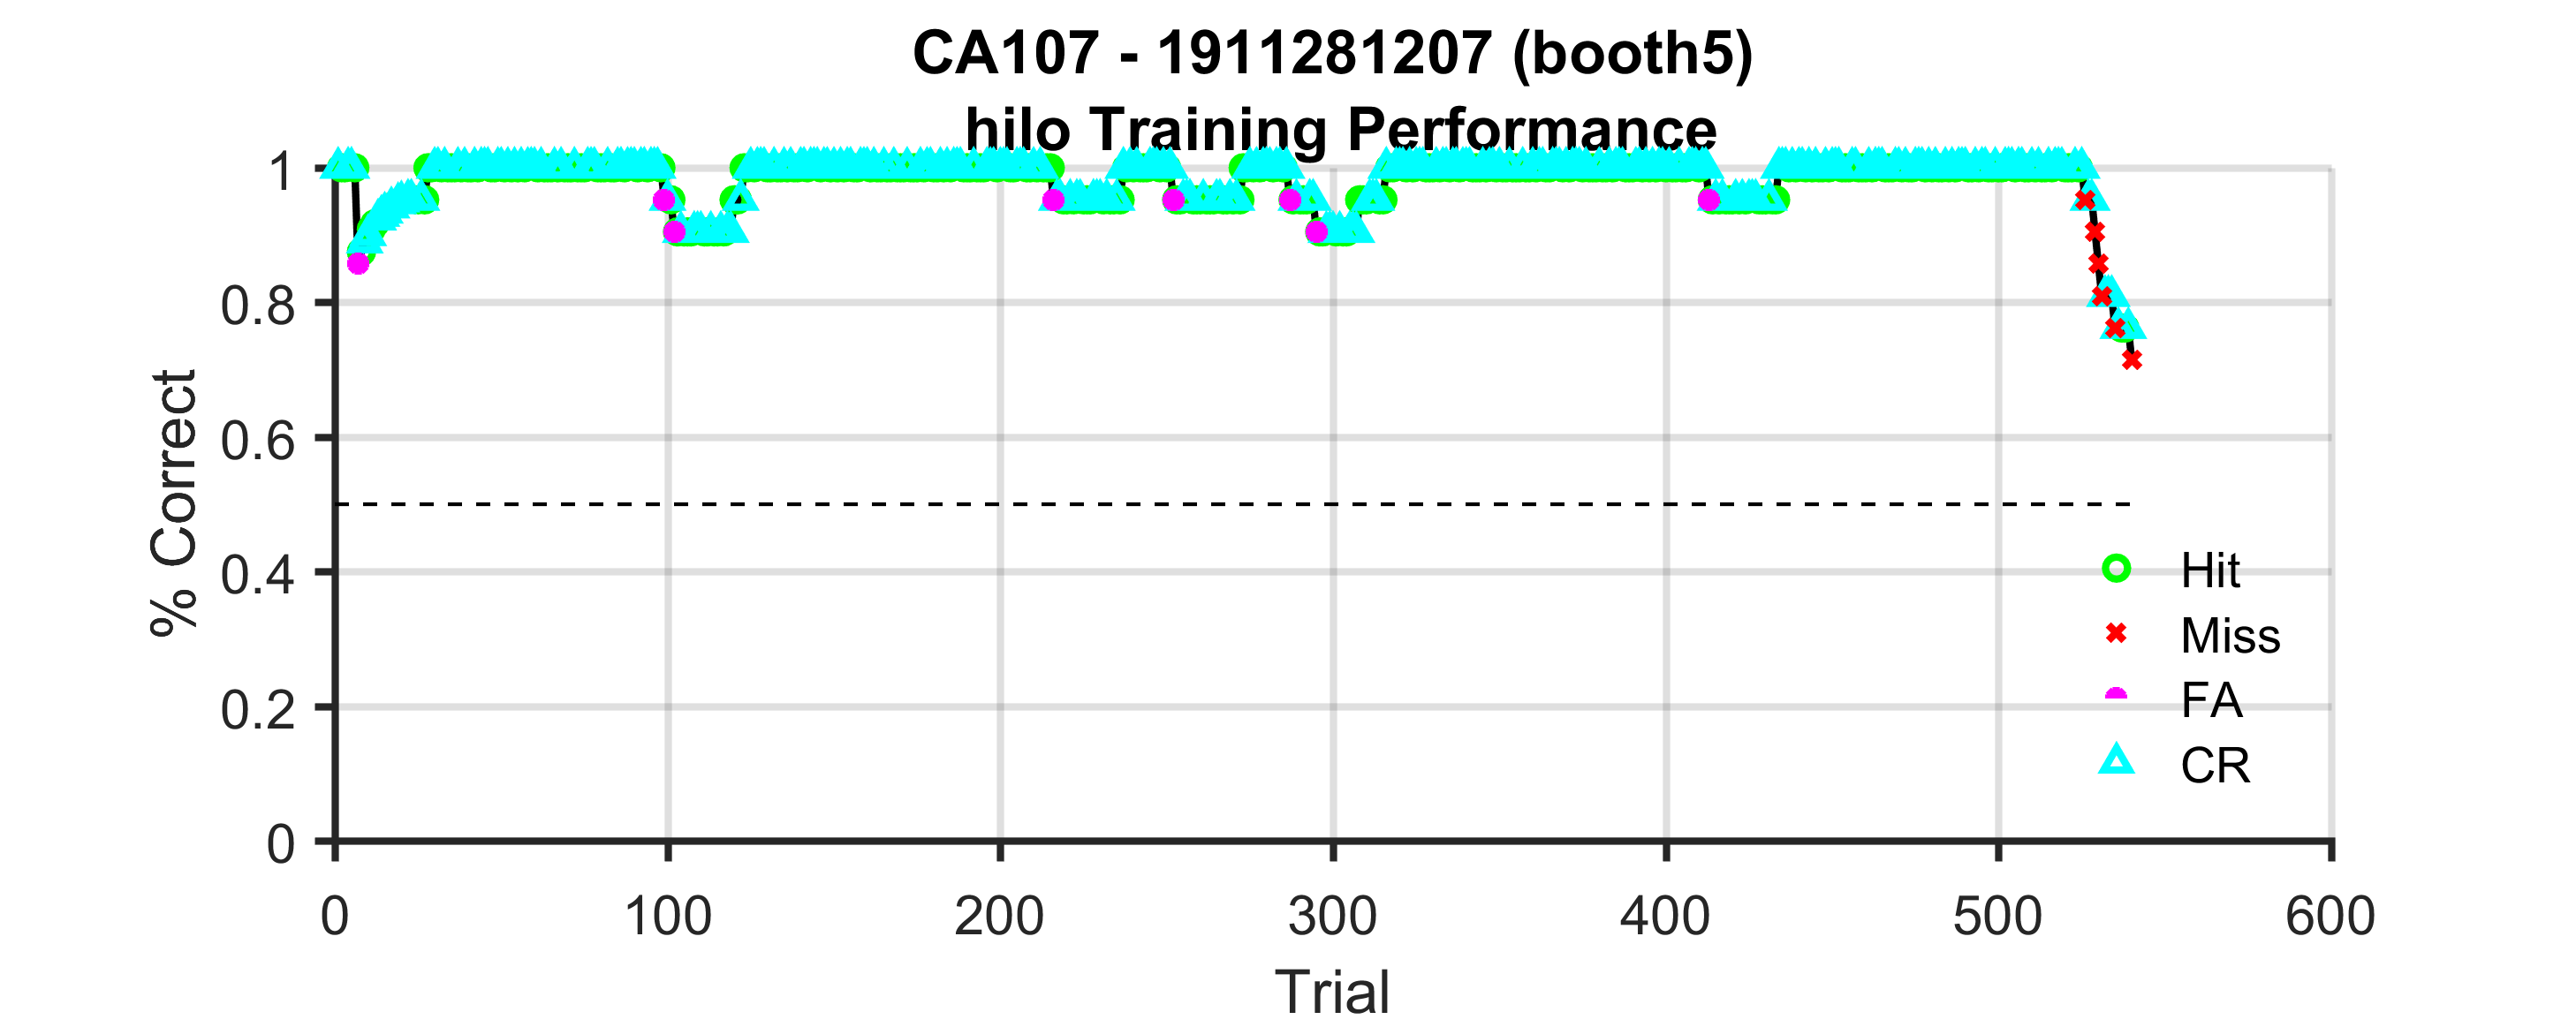 CA107 - 1911281207 (booth5)
hilo Training Performance
% Correct
1
0.8
0.6
0.4
0.2
0
0 100 200 300 400 500 600
Trial
Hit
Miss
FA
CR